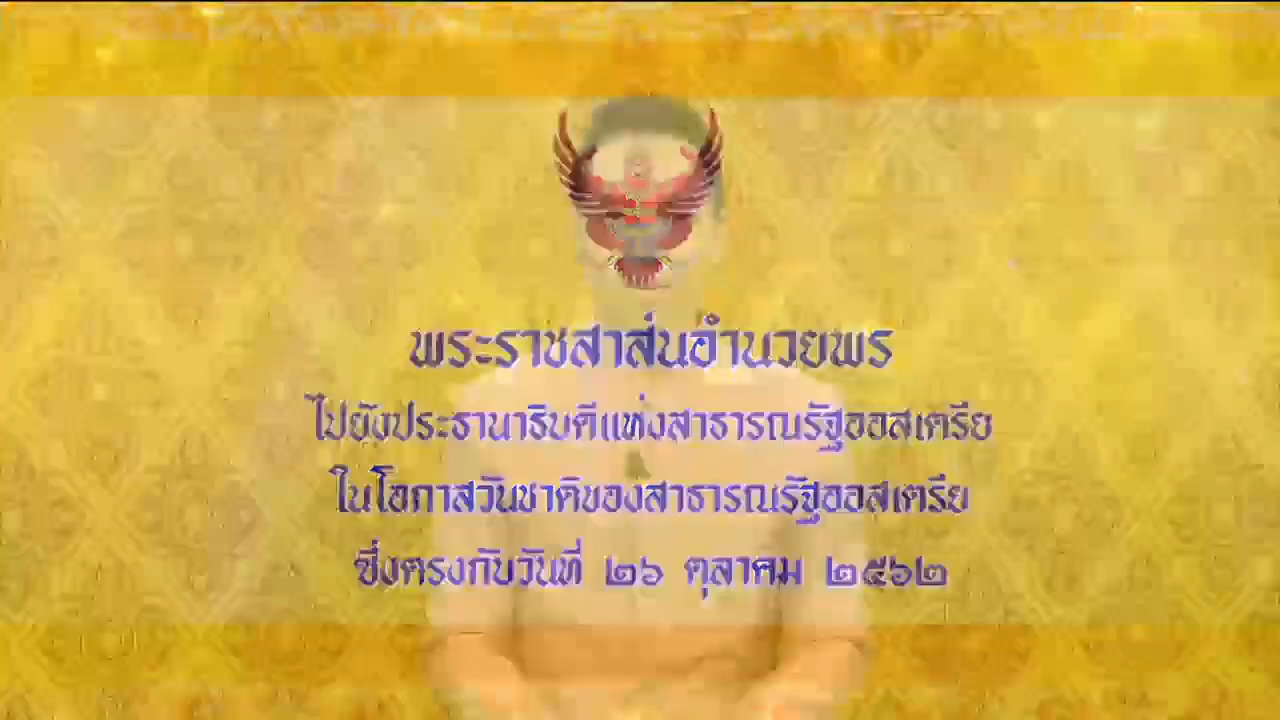 พระราชสาส์นอำนวยพร
ไปยังประธานาธิบดีแห่งสาธารณรัฐออสเตรีย
ในโอกาสวันชาติของสาธารณรัฐออสเตรีย
ซึ่งตรงกับวันที่ ๒๖ ตุลาคม ๒๕๖๒